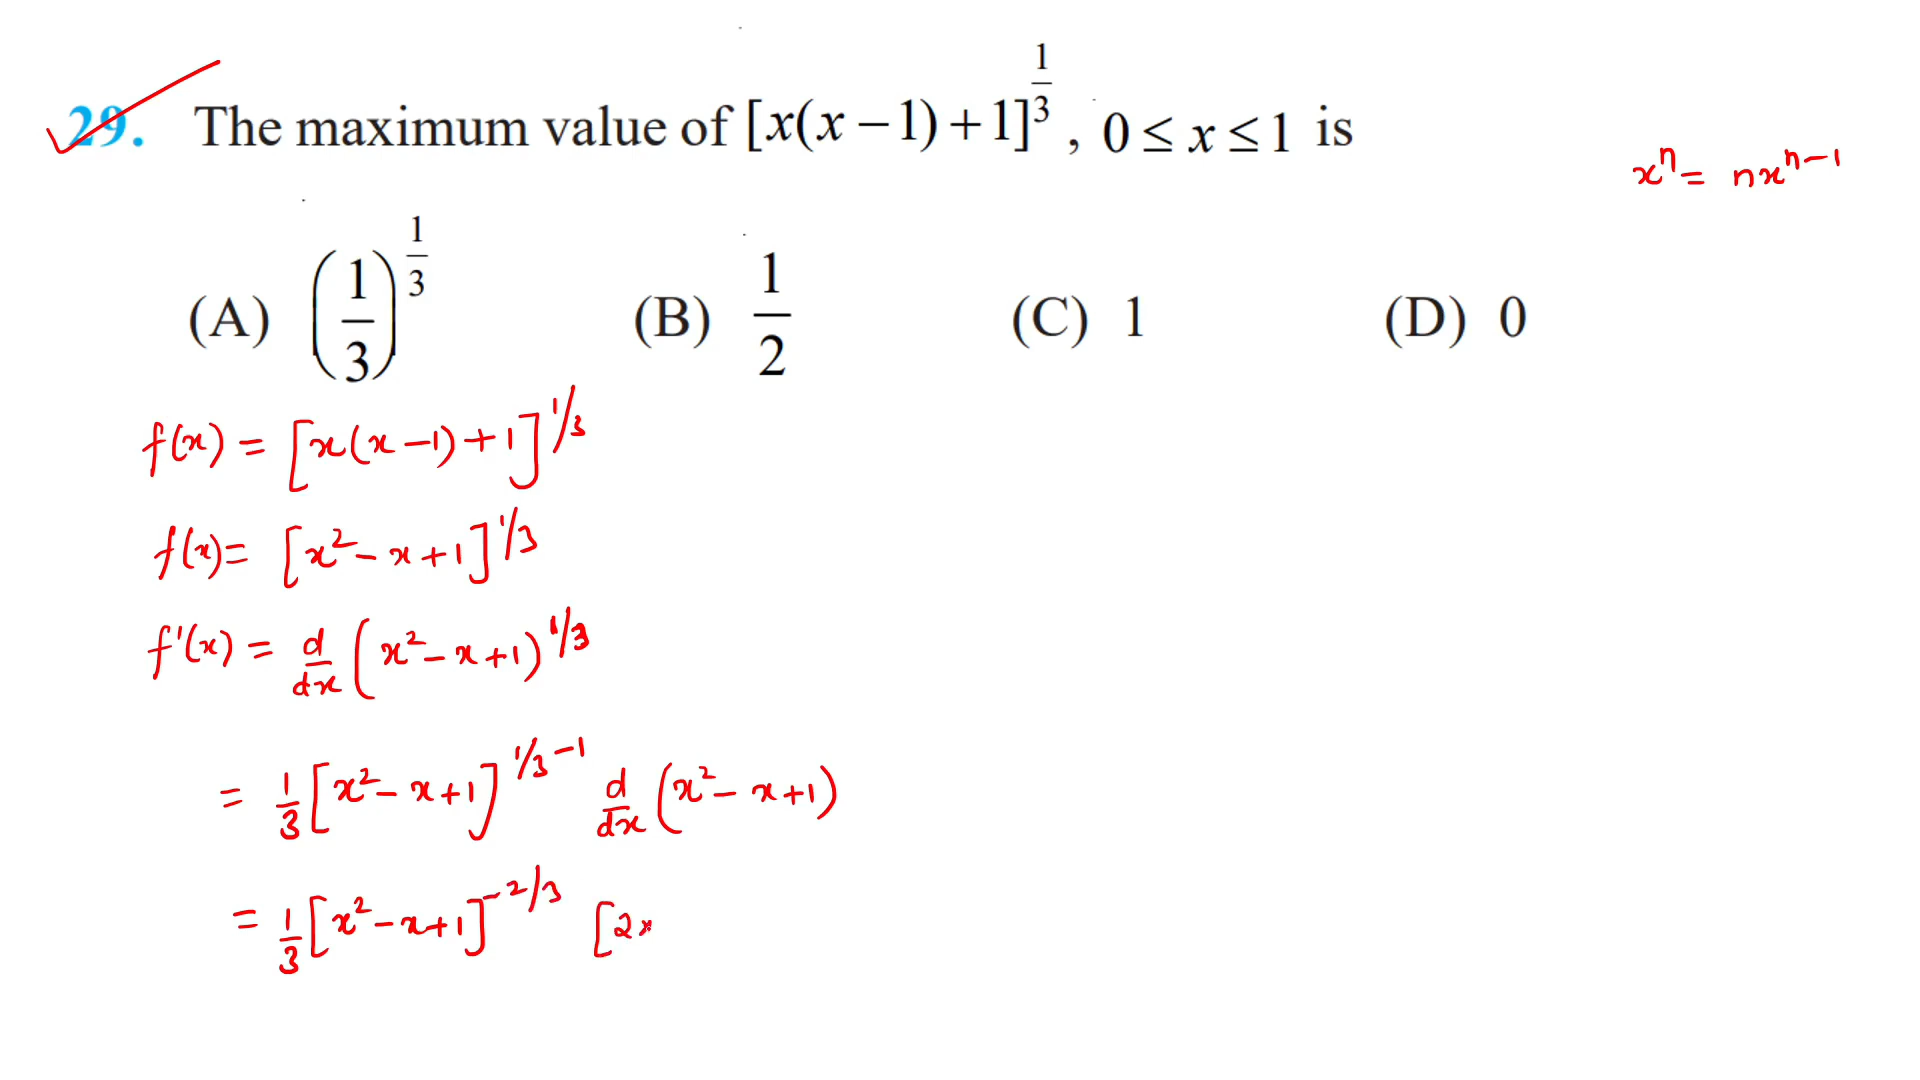 29. The maximum value of [x(x − 1) + 1]^{1/3}, 0 ≤ x ≤ 1 is
xⁿ = nxⁿ⁻¹
(A) (1/3)^{1/3} (B) 1/2 (C) 1 (D) 0
f(x) = [x(x−1)+1]^{1/3}
f(x) = [x²−x+1]^{1/3}
f'(x) = d/dx (x²−x+1)^{1/3}
= 1/3 [x²−x+1]^{1/3−1} d/dx (x²−x+1)
= 1/3 [x²−x+1]^{−2/3} [2x